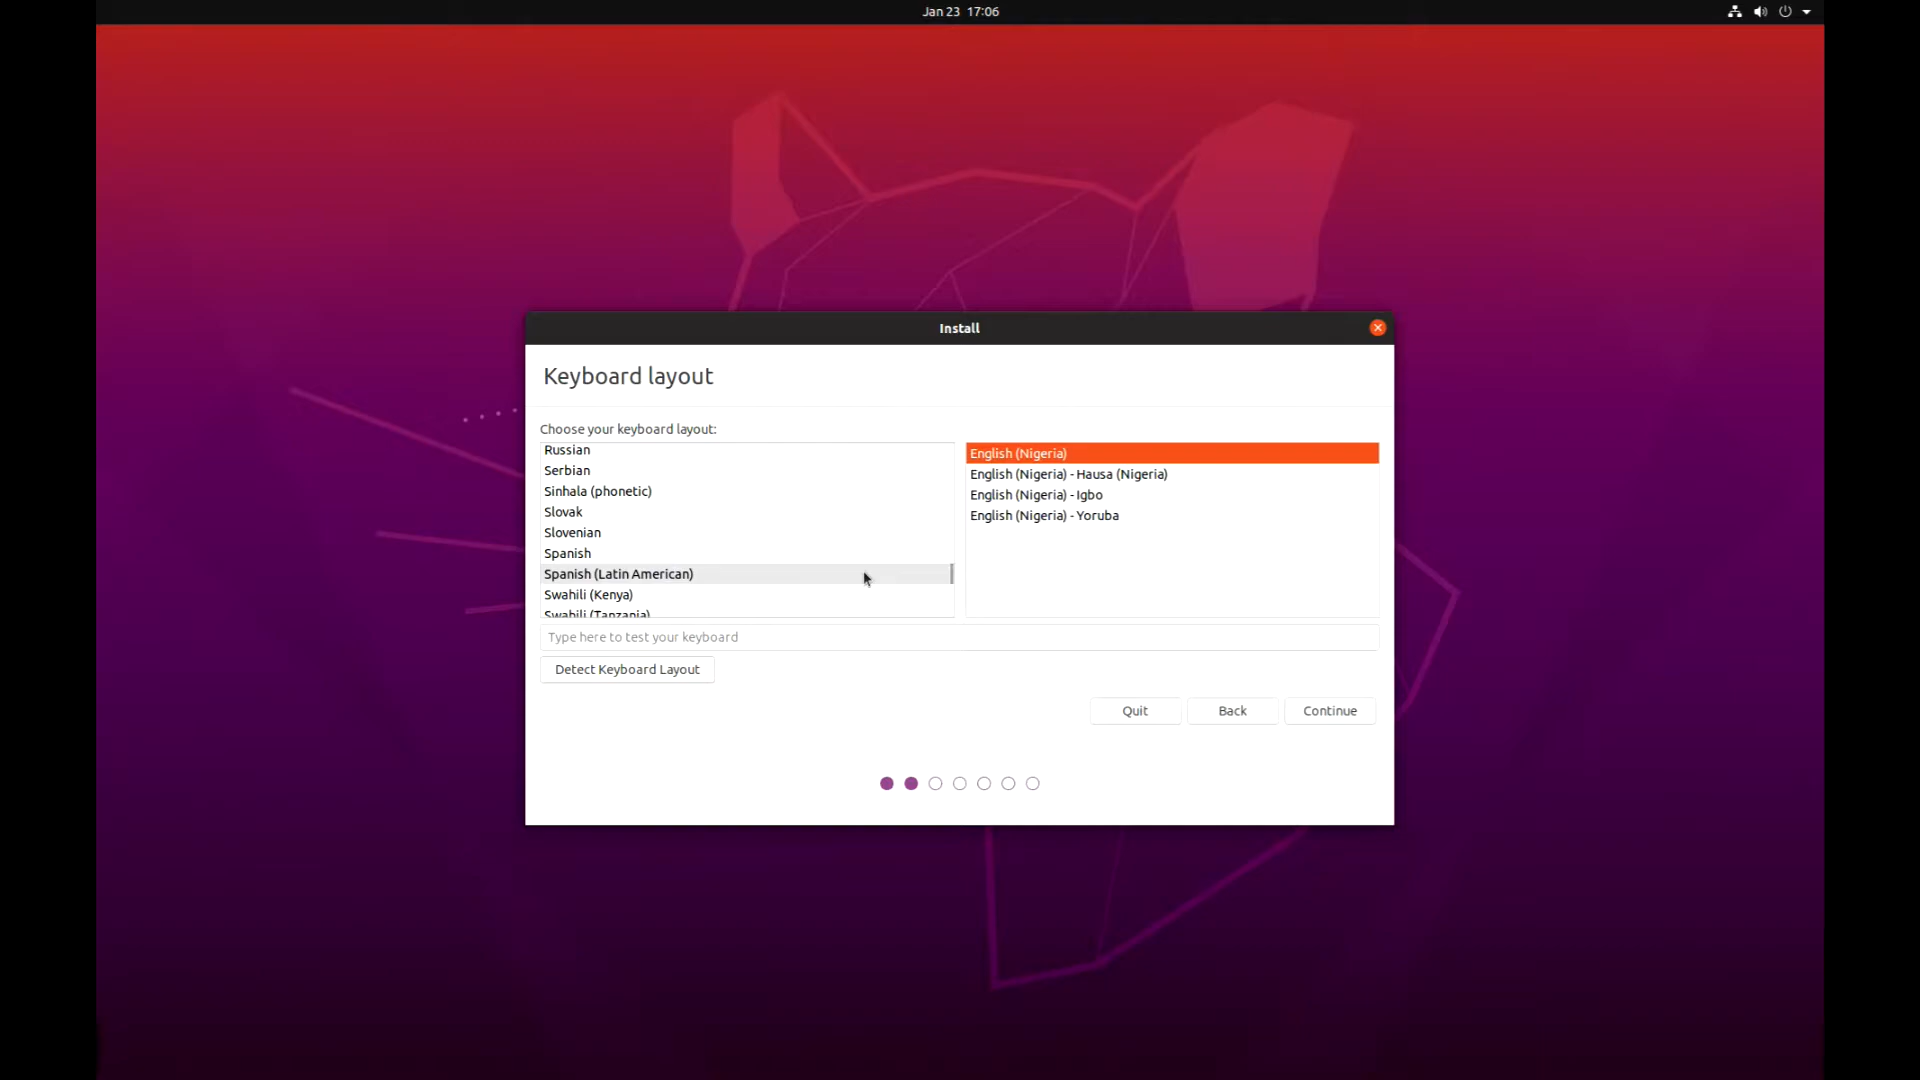 Jan 23 17:06
Install
Keyboard layout
Choose your keyboard layout:
Russian
Serbian
Sinhala (phonetic)
Slovak
Slovenian
Spanish
Spanish (Latin American)
Swahili (Kenya)
Swahili (Tanzania)
English (Nigeria)
English (Nigeria) - Hausa (Nigeria)
English (Nigeria) - Igbo
English (Nigeria) - Yoruba
Type here to test your keyboard
Detect Keyboard Layout
Quit
Back
Continue